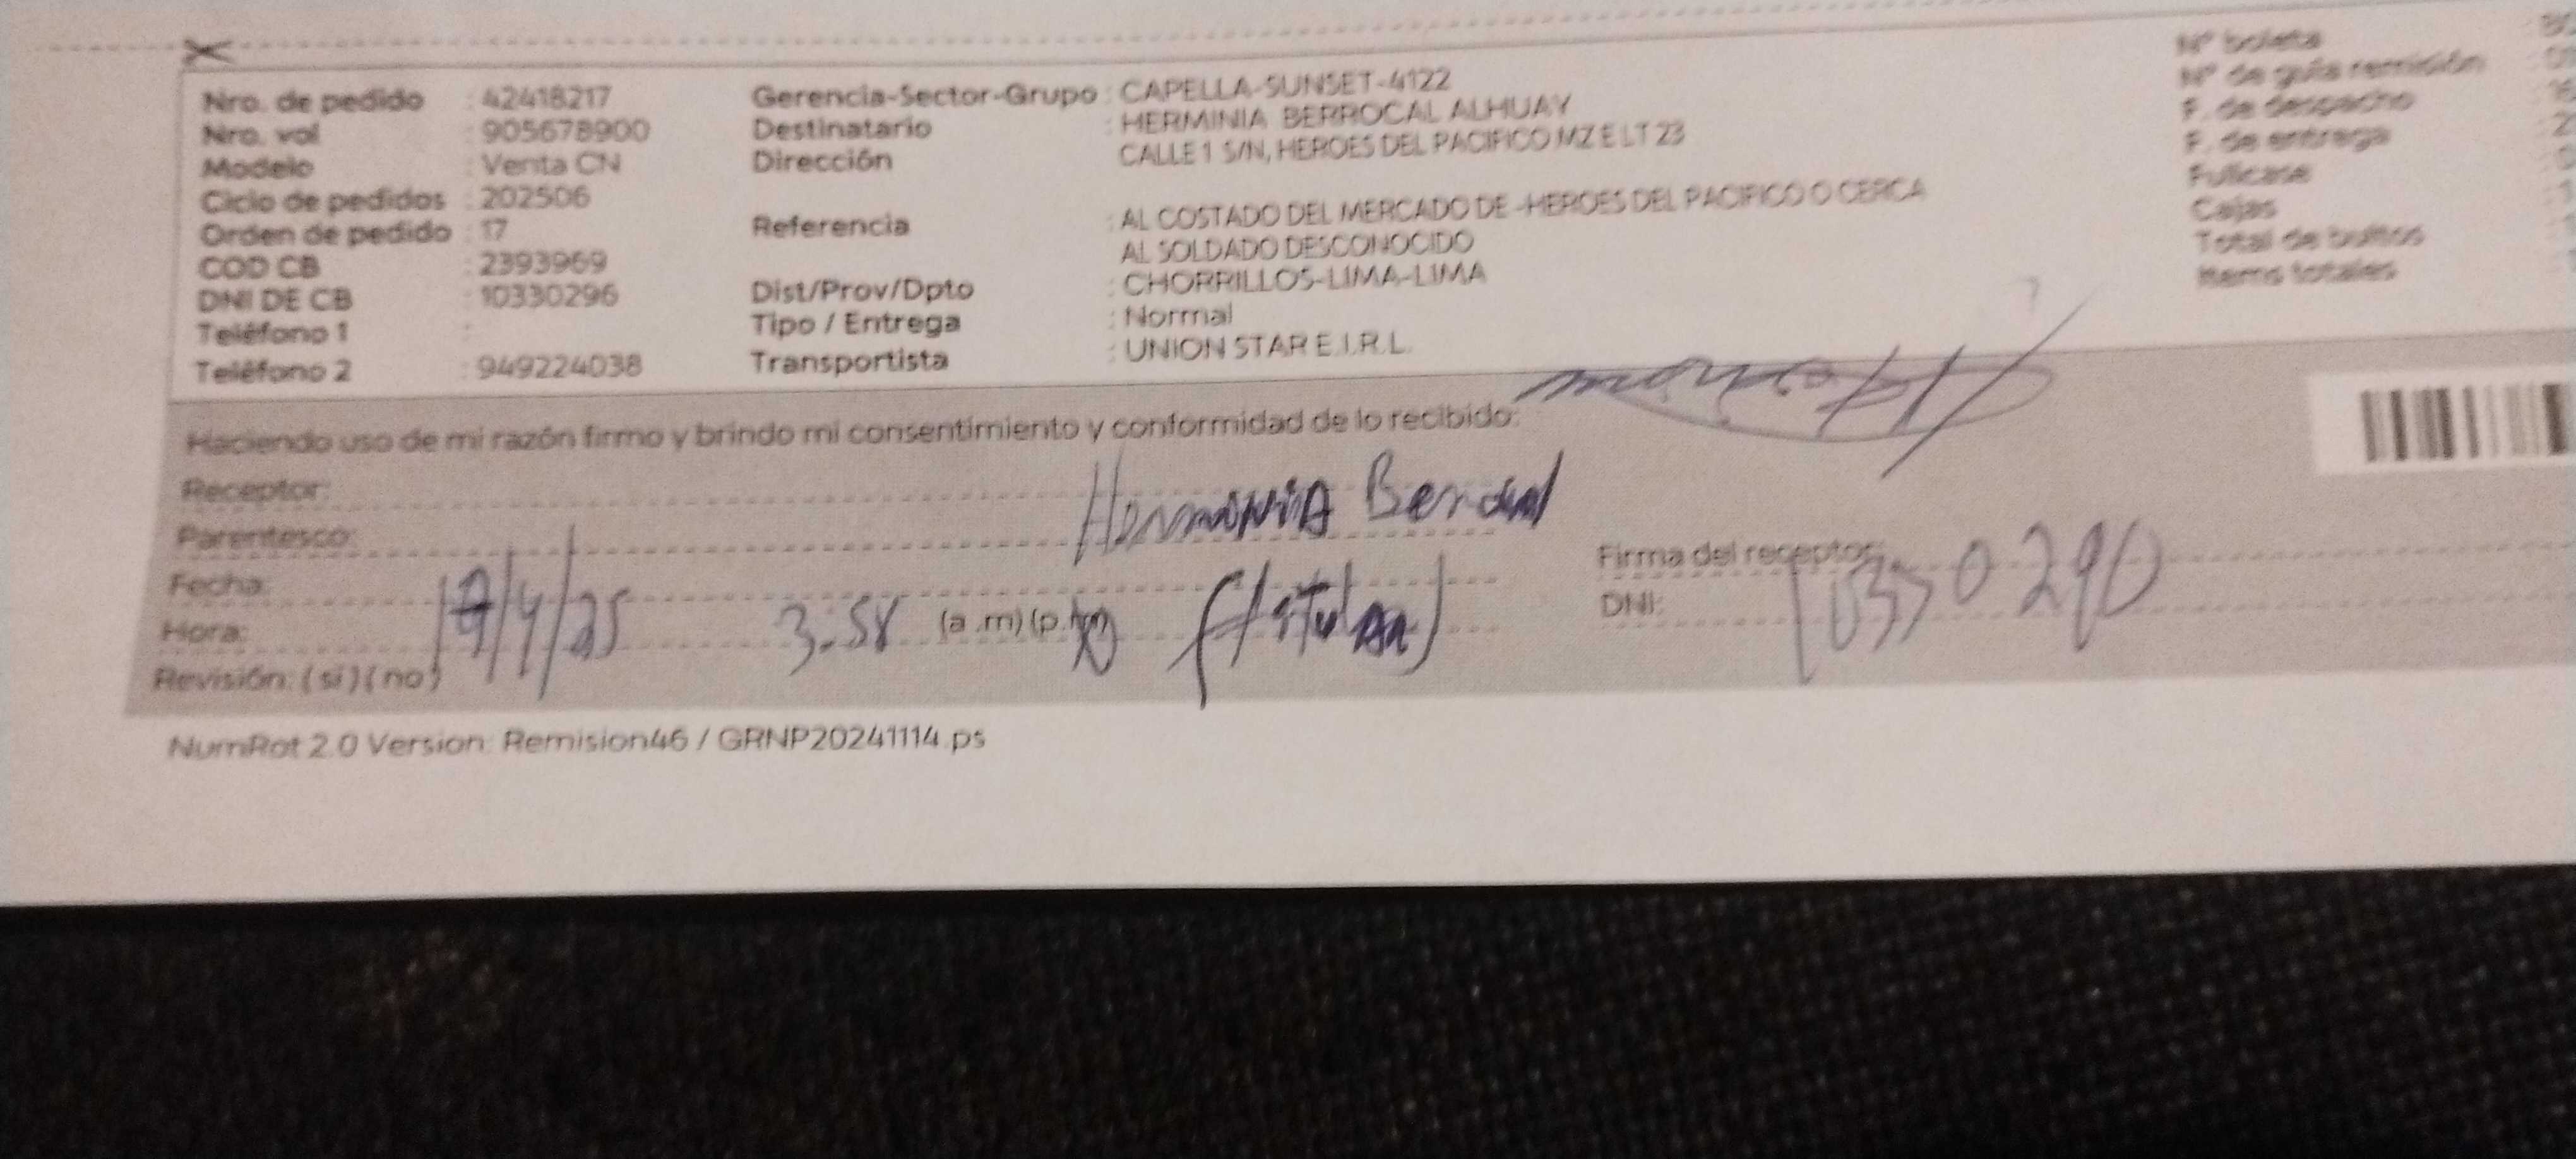 Nro. de pedido : 42418217
Nro. val : 905678900
Modelo : Venta CN
Ciclo de pedidos : 202506
Orden de pedido : 17
COD CB : 2393969
DNI DE CB : 10330296
Teléfono 1 :
Teléfono 2 : 949224038
Gerencia-Sector-Grupo : CAPELLA-SUNSET-4122
Destinatario : HERMINIA BERROCAL ALHUAY
Dirección CALLE 1 S/N, HEROES DEL PACIFICO MZ E LT 23
Referencia : AL COSTADO DEL MERCADO DE -HEROES DEL PACIFICO O CERCA
AL SOLDADO DESCONOCIDO
Dist/Prov/Dpto : CHORRILLOS-LIMA-LIMA
Tipo / Entrega : Normal
Transportista : UNION STAR E.I.R.L.
N° boleta
N° de guía remisión
F. de despacho
F. de entrega
Fullcase
Cajas
Total de bultos
Items totales
Haciendo uso de mi razón firmo y brindo mi consentimiento y conformidad de lo recibido:
Receptor:
Parentesco:
Fecha: 17/4/25
Hora: 3:58 (a .m) (p.m)
(titular)
Revisión: ( si ) ( no )
Firma del receptor:
DNI: 10330290
NumRot 2.0 Version: Remision46 / GRNP20241114.ps